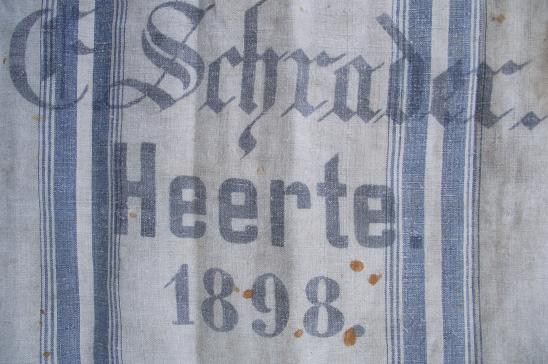 E Schrader.
Heerte.
1898.